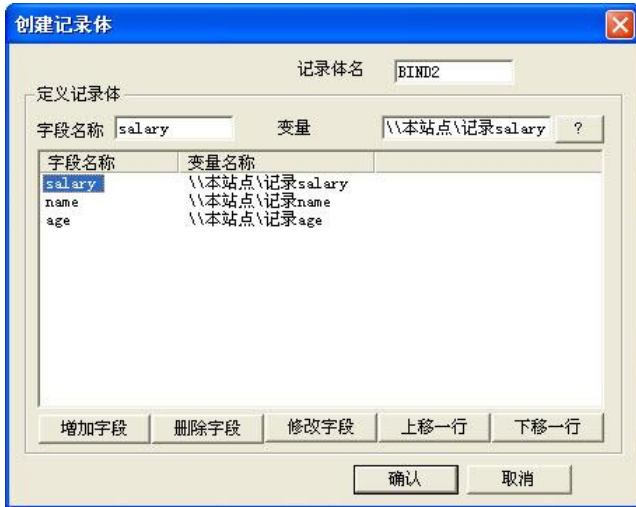 创建记录体
记录体名 BIND2
定义记录体
字段名称 salary 变量 \\本站点\记录salary ?
字段名称 变量名称
salary \\本站点\记录salary
name \\本站点\记录name
age \\本站点\记录age
增加字段 删除字段 修改字段 上移一行 下移一行
确认 取消